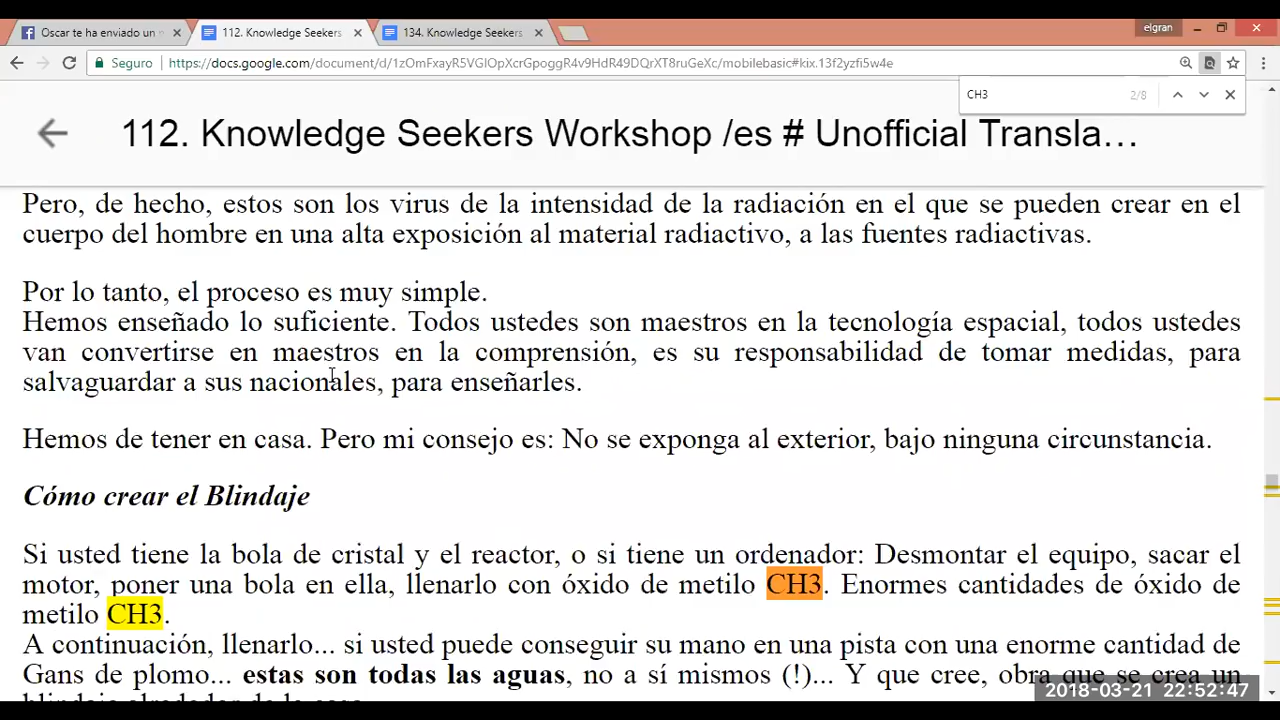 Oscar te ha enviado un n
112. Knowledge Seekers
134. Knowledge Seekers
elgran
Seguro
https://docs.google.com/document/d/1zOmFxayR5VGlOpXcrGpoggR4v9HdR49DQrXT8ruGeXc/mobilebasic#kix.13f2yzfi5w4e
CH3
2/8
112. Knowledge Seekers Workshop /es # Unofficial Transla…
Pero, de hecho, estos son los virus de la intensidad de la radiación en el que se pueden crear en el
cuerpo del hombre en una alta exposición al material radiactivo, a las fuentes radiactivas.
Por lo tanto, el proceso es muy simple.
Hemos enseñado lo suficiente. Todos ustedes son maestros en la tecnología espacial, todos ustedes
van convertirse en maestros en la comprensión, es su responsabilidad de tomar medidas, para
salvaguardar a sus nacionales, para enseñarles.
Hemos de tener en casa. Pero mi consejo es: No se exponga al exterior, bajo ninguna circunstancia.
Cómo crear el Blindaje
Si usted tiene la bola de cristal y el reactor, o si tiene un ordenador: Desmontar el equipo, sacar el
motor, poner una bola en ella, llenarlo con óxido de metilo CH3. Enormes cantidades de óxido de
metilo CH3.
A continuación, llenarlo... si usted puede conseguir su mano en una pista con una enorme cantidad de
Gans de plomo... estas son todas las aguas, no a sí mismos (!)... Y que cree, obra que se crea un
2018-03-21 22:52:47